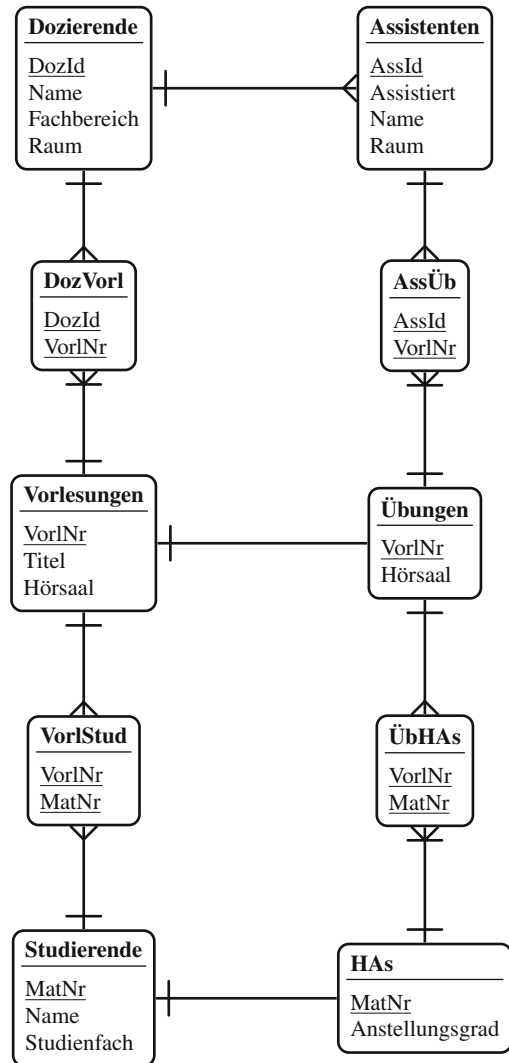 Dozierende
DozId
Name
Fachbereich
Raum
Assistenten
AssId
Assistiert
Name
Raum
DozVorl
DozId
VorlNr
AssÜb
AssId
VorlNr
Vorlesungen
VorlNr
Titel
Hörsaal
Übungen
VorlNr
Hörsaal
VorlStud
VorlNr
MatNr
ÜbHAs
VorlNr
MatNr
Studierende
MatNr
Name
Studienfach
HAs
MatNr
Anstellungsgrad